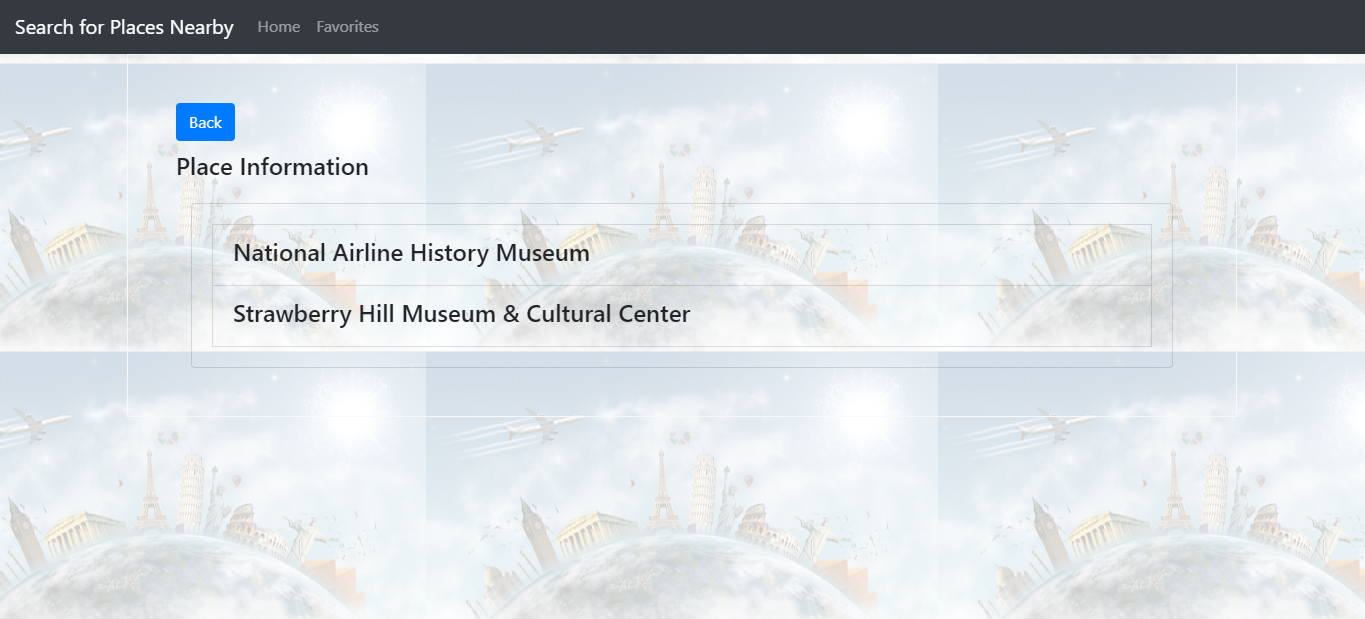 Search for Places Nearby Home Favorites
Back
Place Information
National Airline History Museum
Strawberry Hill Museum & Cultural Center